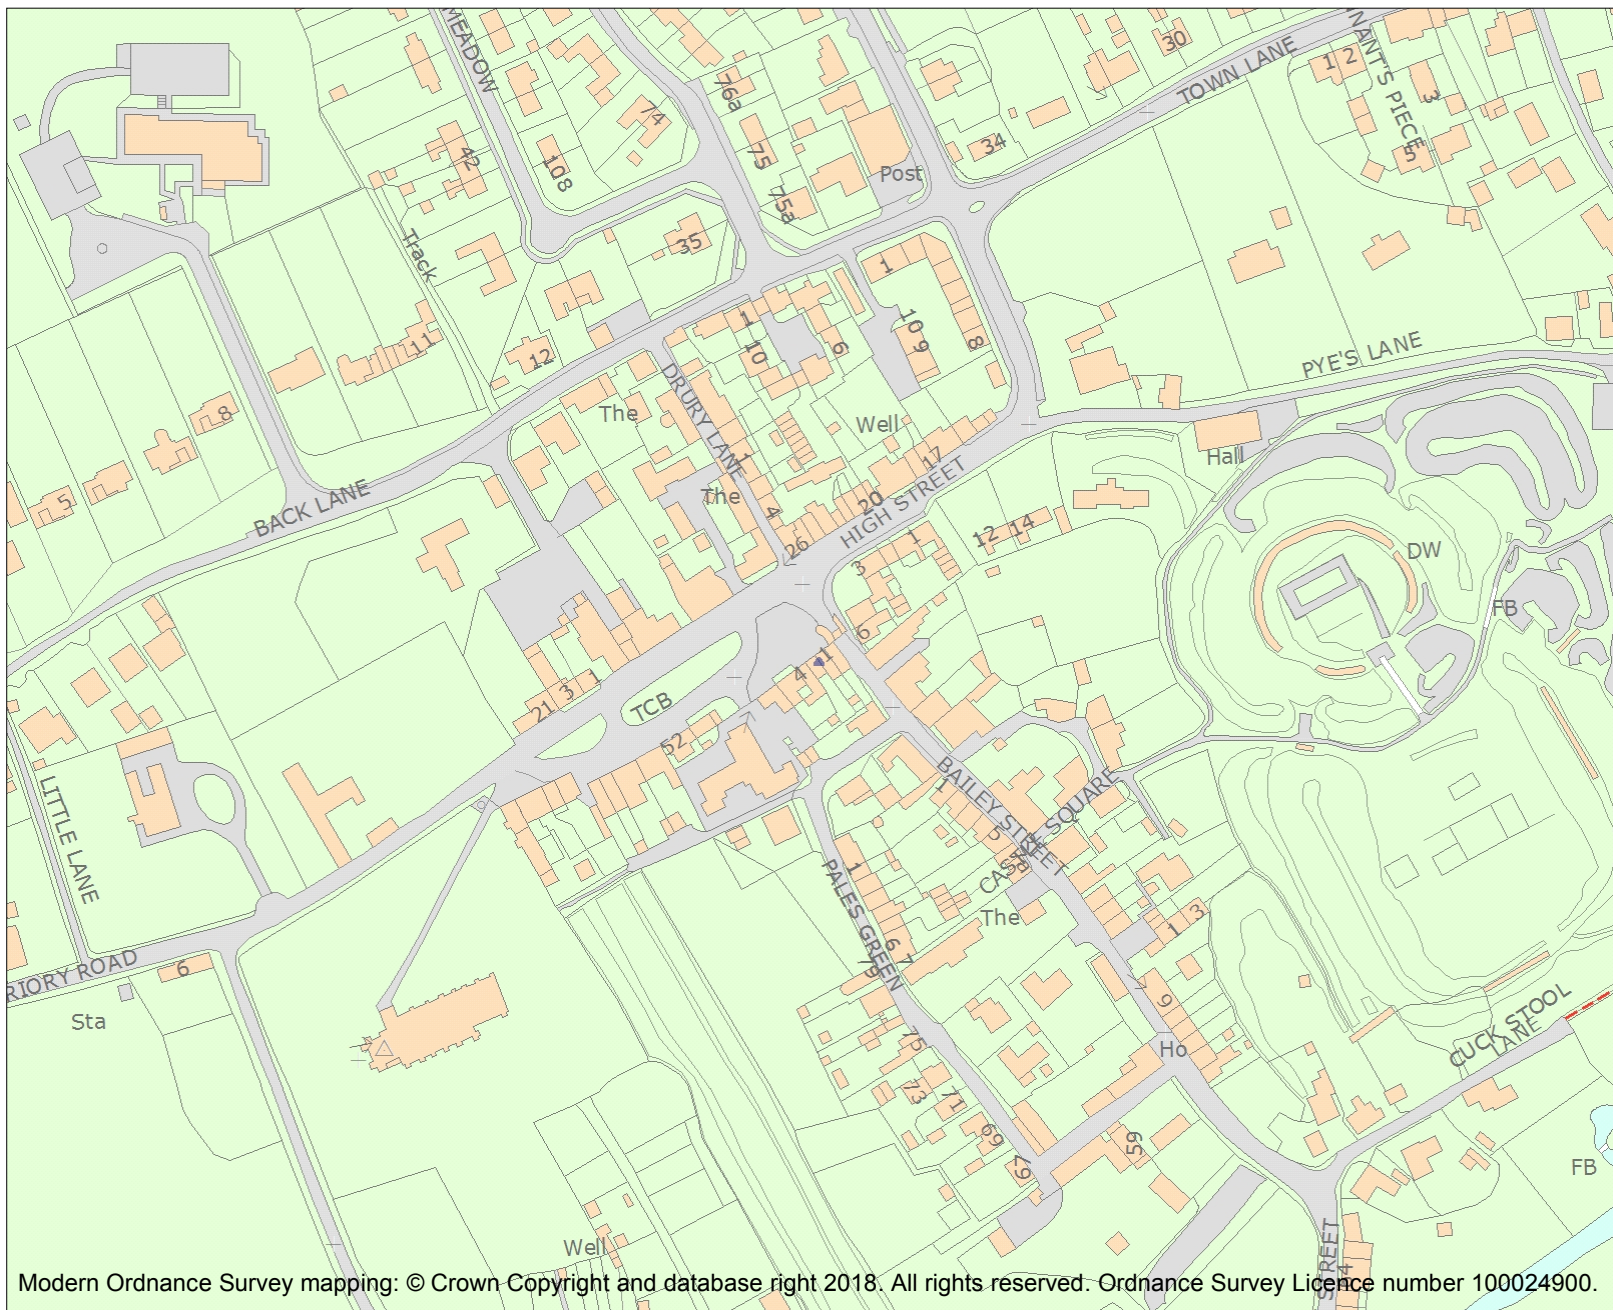 MEADOW
30
TOWN LANE
NANT'S PIECE
1 2
3
5
76a
74
75
75a
42
108
34
Post
Track
35
1
10
6
10
9
8
11
12
8
5
PYE'S LANE
The
DRURY LANE
Well
1
17
Hall
BACK LANE
The
4
20
26
HIGH STREET
12
14
1
3
DW
FB
6
1
4
TCB
21
3
1
52
LITTLE LANE
BAILEY STREET
CASTLE SQUARE
1
5
5a
The
PALES GREEN
1
6
7
79
1
3
9
PRIORY ROAD
6
Sta
75
73
71
69
67
59
Ho
CUCK STOOL
LANE
FB
Well
STREET
64
Modern Ordnance Survey mapping: © Crown Copyright and database right 2018. All rights reserved. Ordnance Survey Licence number 100024900.